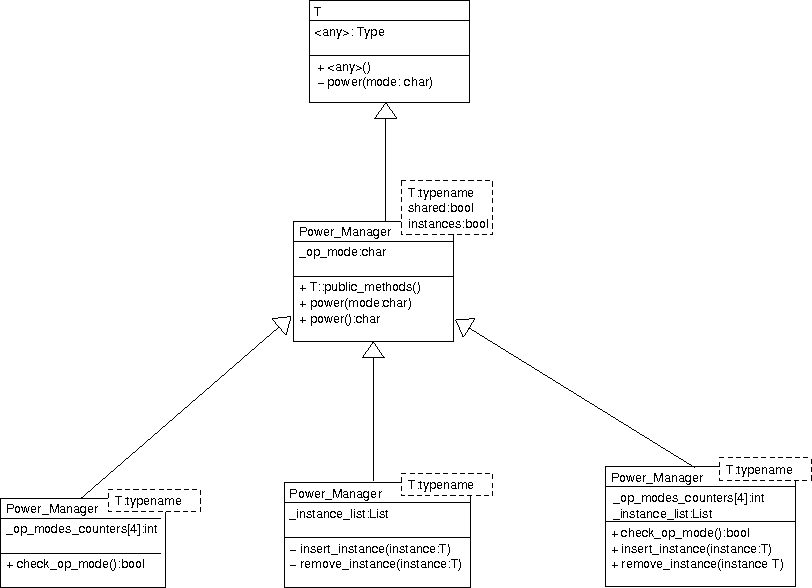 T
<any>: Type
+ <any>()
− power(mode: char)
T:typename
shared:bool
instances:bool
Power_Manager
_op_mode:char
+ T::public_methods()
+ power(mode:char)
+ power():char
Power_Manager
T:typename
_op_modes_counters[4]:int
+ check_op_mode():bool
Power_Manager
T:typename
_instance_list:List
− insert_instance(instance:T)
− remove_instance(instance:T)
Power_Manager
T:typename
_op_modes_counters[4]:int
_instance_list:List
+ check_op_mode():bool
+ insert_instance(instance:T)
+ remove_instance(instance T)